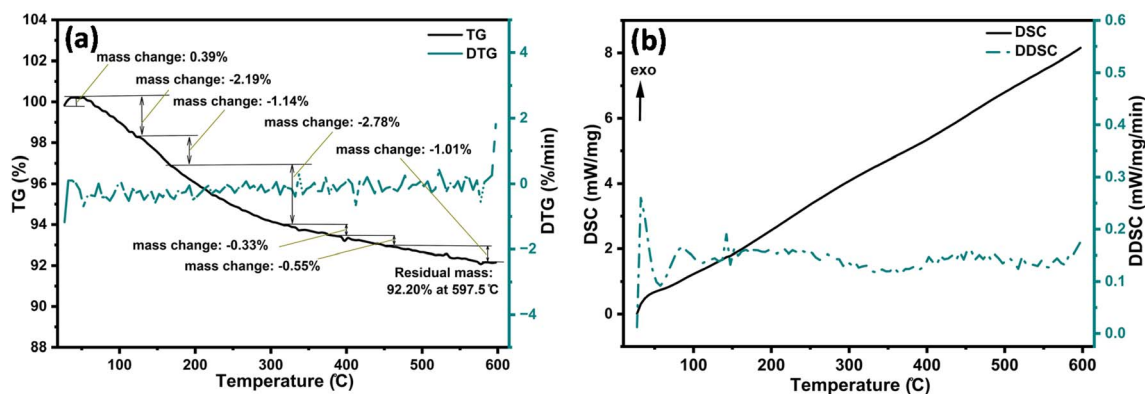 (a)
TG
DTG
mass change: 0.39%
mass change: -2.19%
mass change: -1.14%
mass change: -2.78%
mass change: -1.01%
mass change: -0.33%
mass change: -0.55%
Residual mass:
92.20% at 597.5℃
TG (%)
104
102
100
98
96
94
92
90
88
DTG (%/min)
4
2
0
−2
−4
100
200
300
400
500
600
Temperature (℃)
(b)
DSC
DDSC
exo
DSC (mW/mg)
8
6
4
2
0
DDSC (mW/mg/min)
0.6
0.5
0.4
0.3
0.2
0.1
0.0
100
200
300
400
500
600
Temperature (℃)